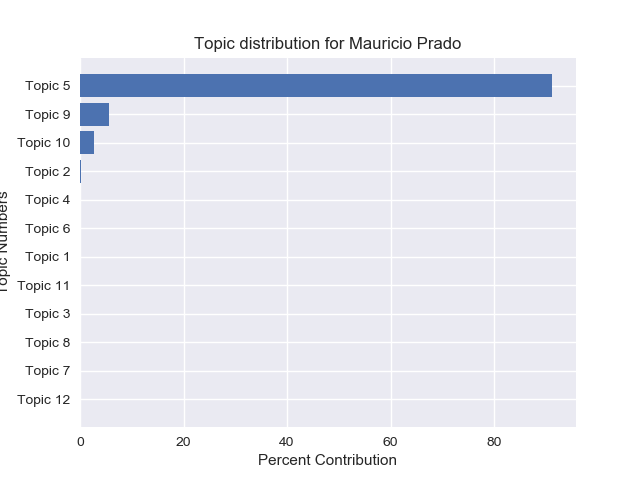 Topic distribution for Mauricio Prado
Topic 5
Topic 9
Topic 10
Topic 2
Topic 4
Topic 6
Topic 1
Topic 11
Topic 3
Topic 8
Topic 7
Topic 12
Topic Numbers
0 20 40 60 80
Percent Contribution